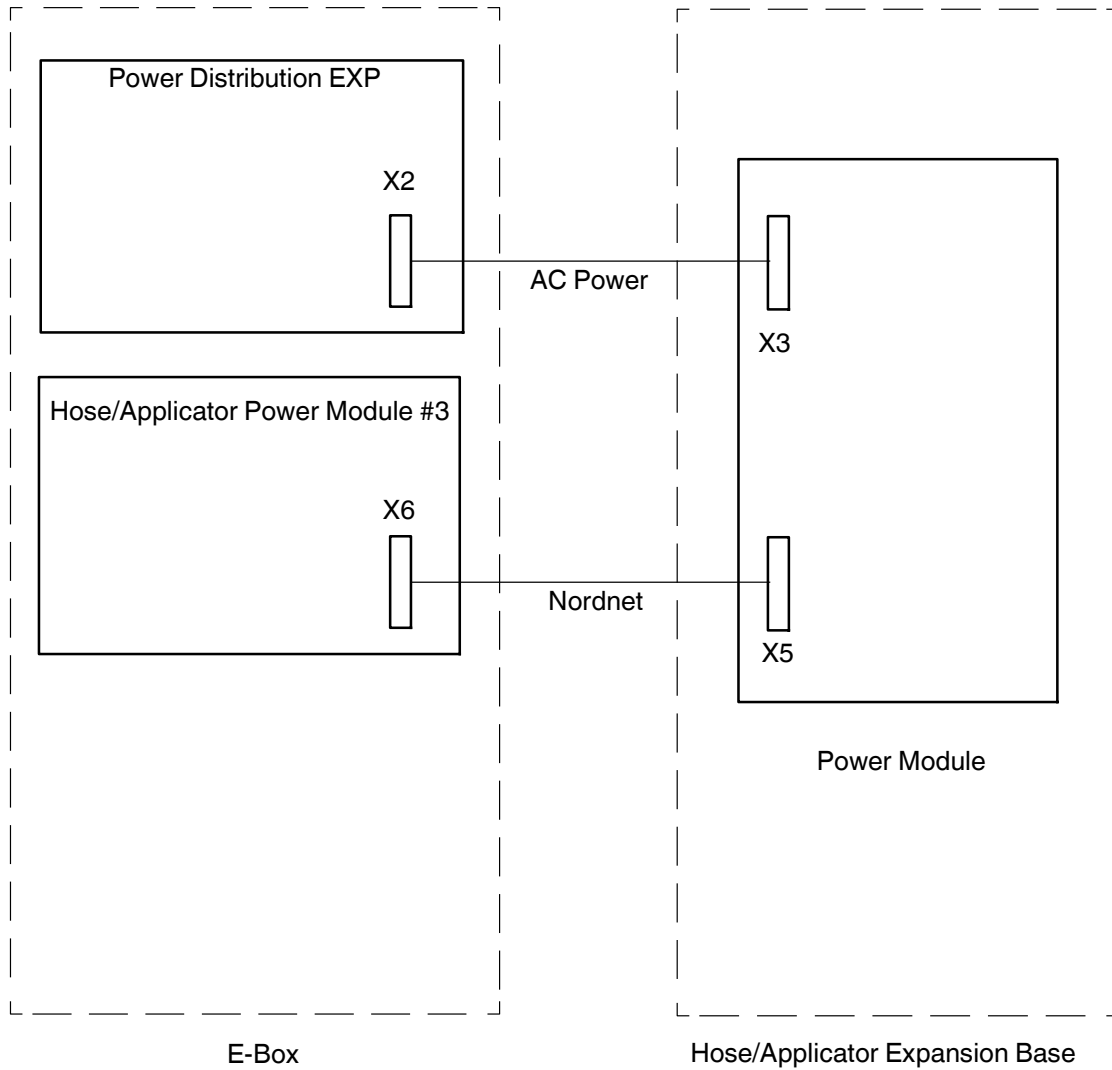 Power Distribution EXP
X2
AC Power
X3
Hose/Applicator Power Module #3
X6
Nordnet
X5
Power Module
E-Box
Hose/Applicator Expansion Base